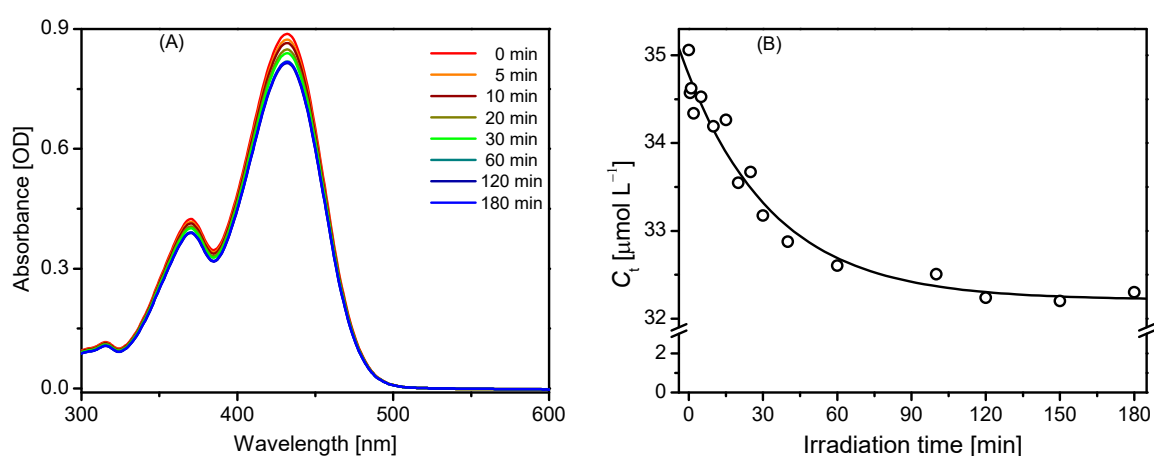 (A)
Absorbance [OD]
0.9
0.6
0.3
0.0
300
400
500
600
Wavelength [nm]
0 min
5 min
10 min
20 min
30 min
60 min
120 min
180 min
(B)
Cₜ [μmol L⁻¹]
35
34
33
32
2
0
0
30
60
90
120
150
180
Irradiation time [min]